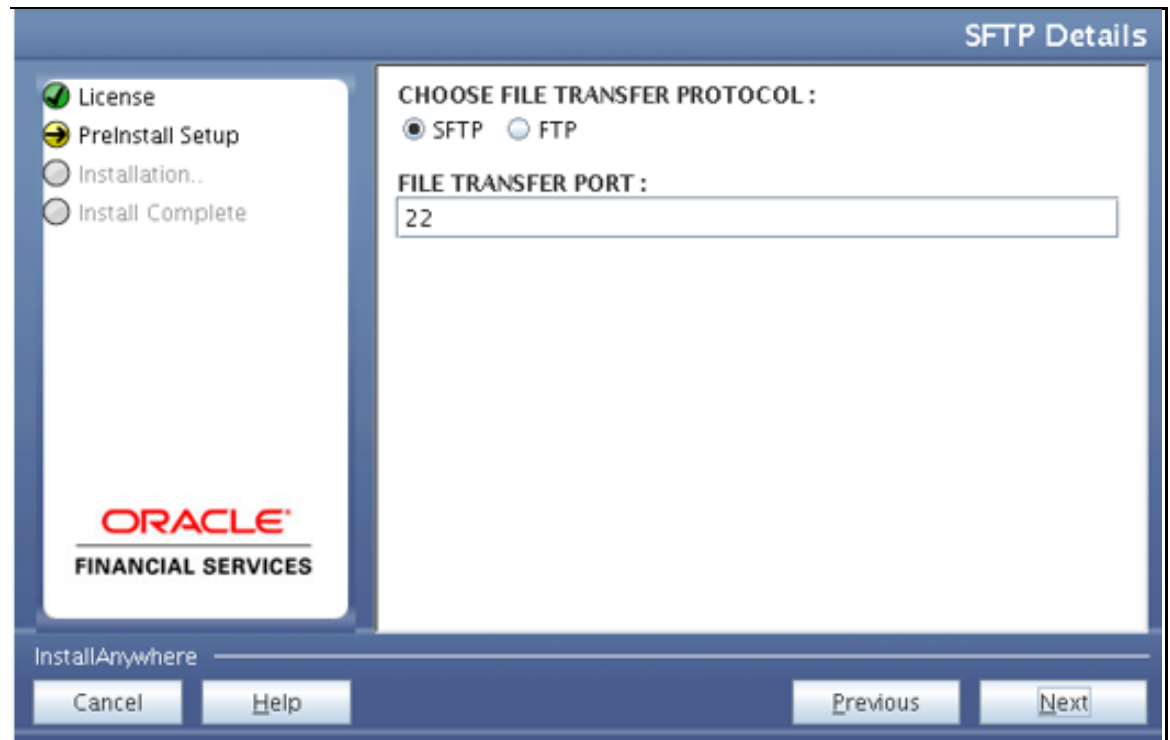 SFTP Details
License
PreInstall Setup
Installation..
Install Complete
CHOOSE FILE TRANSFER PROTOCOL :
SFTP FTP
FILE TRANSFER PORT :
22
ORACLE
FINANCIAL SERVICES
InstallAnywhere
Cancel Help Previous Next